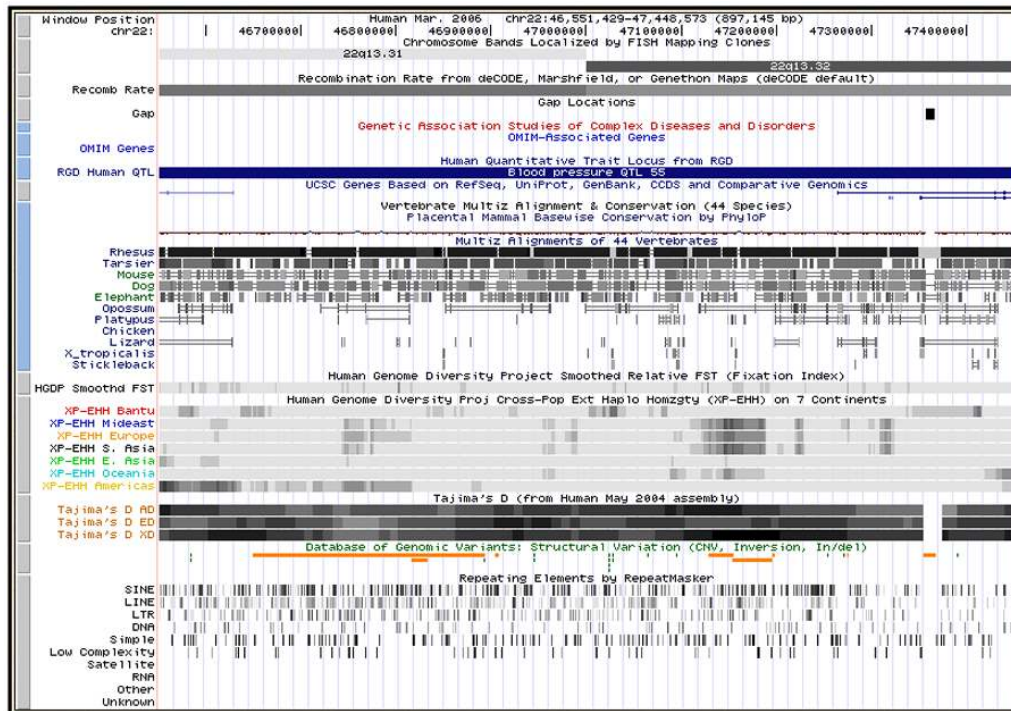 Window Position Human Mar. 2006 chr22:46,551,429-47,448,573 (897,145 bp)
chr22: 46700000 46800000 46900000 47000000 47100000 47200000 47300000 47400000
Chromosome Bands Localized by FISH Mapping Clones
22q13.31
22q13.32
Recombination Rate from deCODE, Marshfield, or Genethon Maps (deCODE default)
Recomb Rate
Gap Locations
Gap
Genetic Association Studies of Complex Diseases and Disorders
OMIM-Associated Genes
OMIM Genes
Human Quantitative Trait Locus from RGD
RGD Human QTL Blood pressure QTL 55
UCSC Genes Based on RefSeq, UniProt, GenBank, CCDS and Comparative Genomics
Vertebrate Multiz Alignment & Conservation (44 Species)
Placental Mammal Basewise Conservation by PhyloP
Multiz Alignments of 44 Vertebrates
Rhesus
Tarsier
Mouse
Dog
Elephant
Opossum
Platypus
Chicken
Lizard
X_tropicalis
Stickleback
Human Genome Diversity Project Smoothed Relative FST (Fixation Index)
HGDP Smoothd FST
Human Genome Diversity Proj Cross-Pop Ext Haplo Homzgty (XP-EHH) on 7 Continents
XP-EHH Bantu
XP-EHH Mideast
XP-EHH Europe
XP-EHH S. Asia
XP-EHH E. Asia
XP-EHH Oceania
XP-EHH Americas
Tajima's D (from Human May 2004 assembly)
Tajima's D AD
Tajima's D ED
Tajima's D XD
Database of Genomic Variants: Structural Variation (CNV, Inversion, In/del)
Repeating Elements by RepeatMasker
SINE
LINE
LTR
DNA
Simple
Low Complexity
Satellite
RNA
Other
Unknown